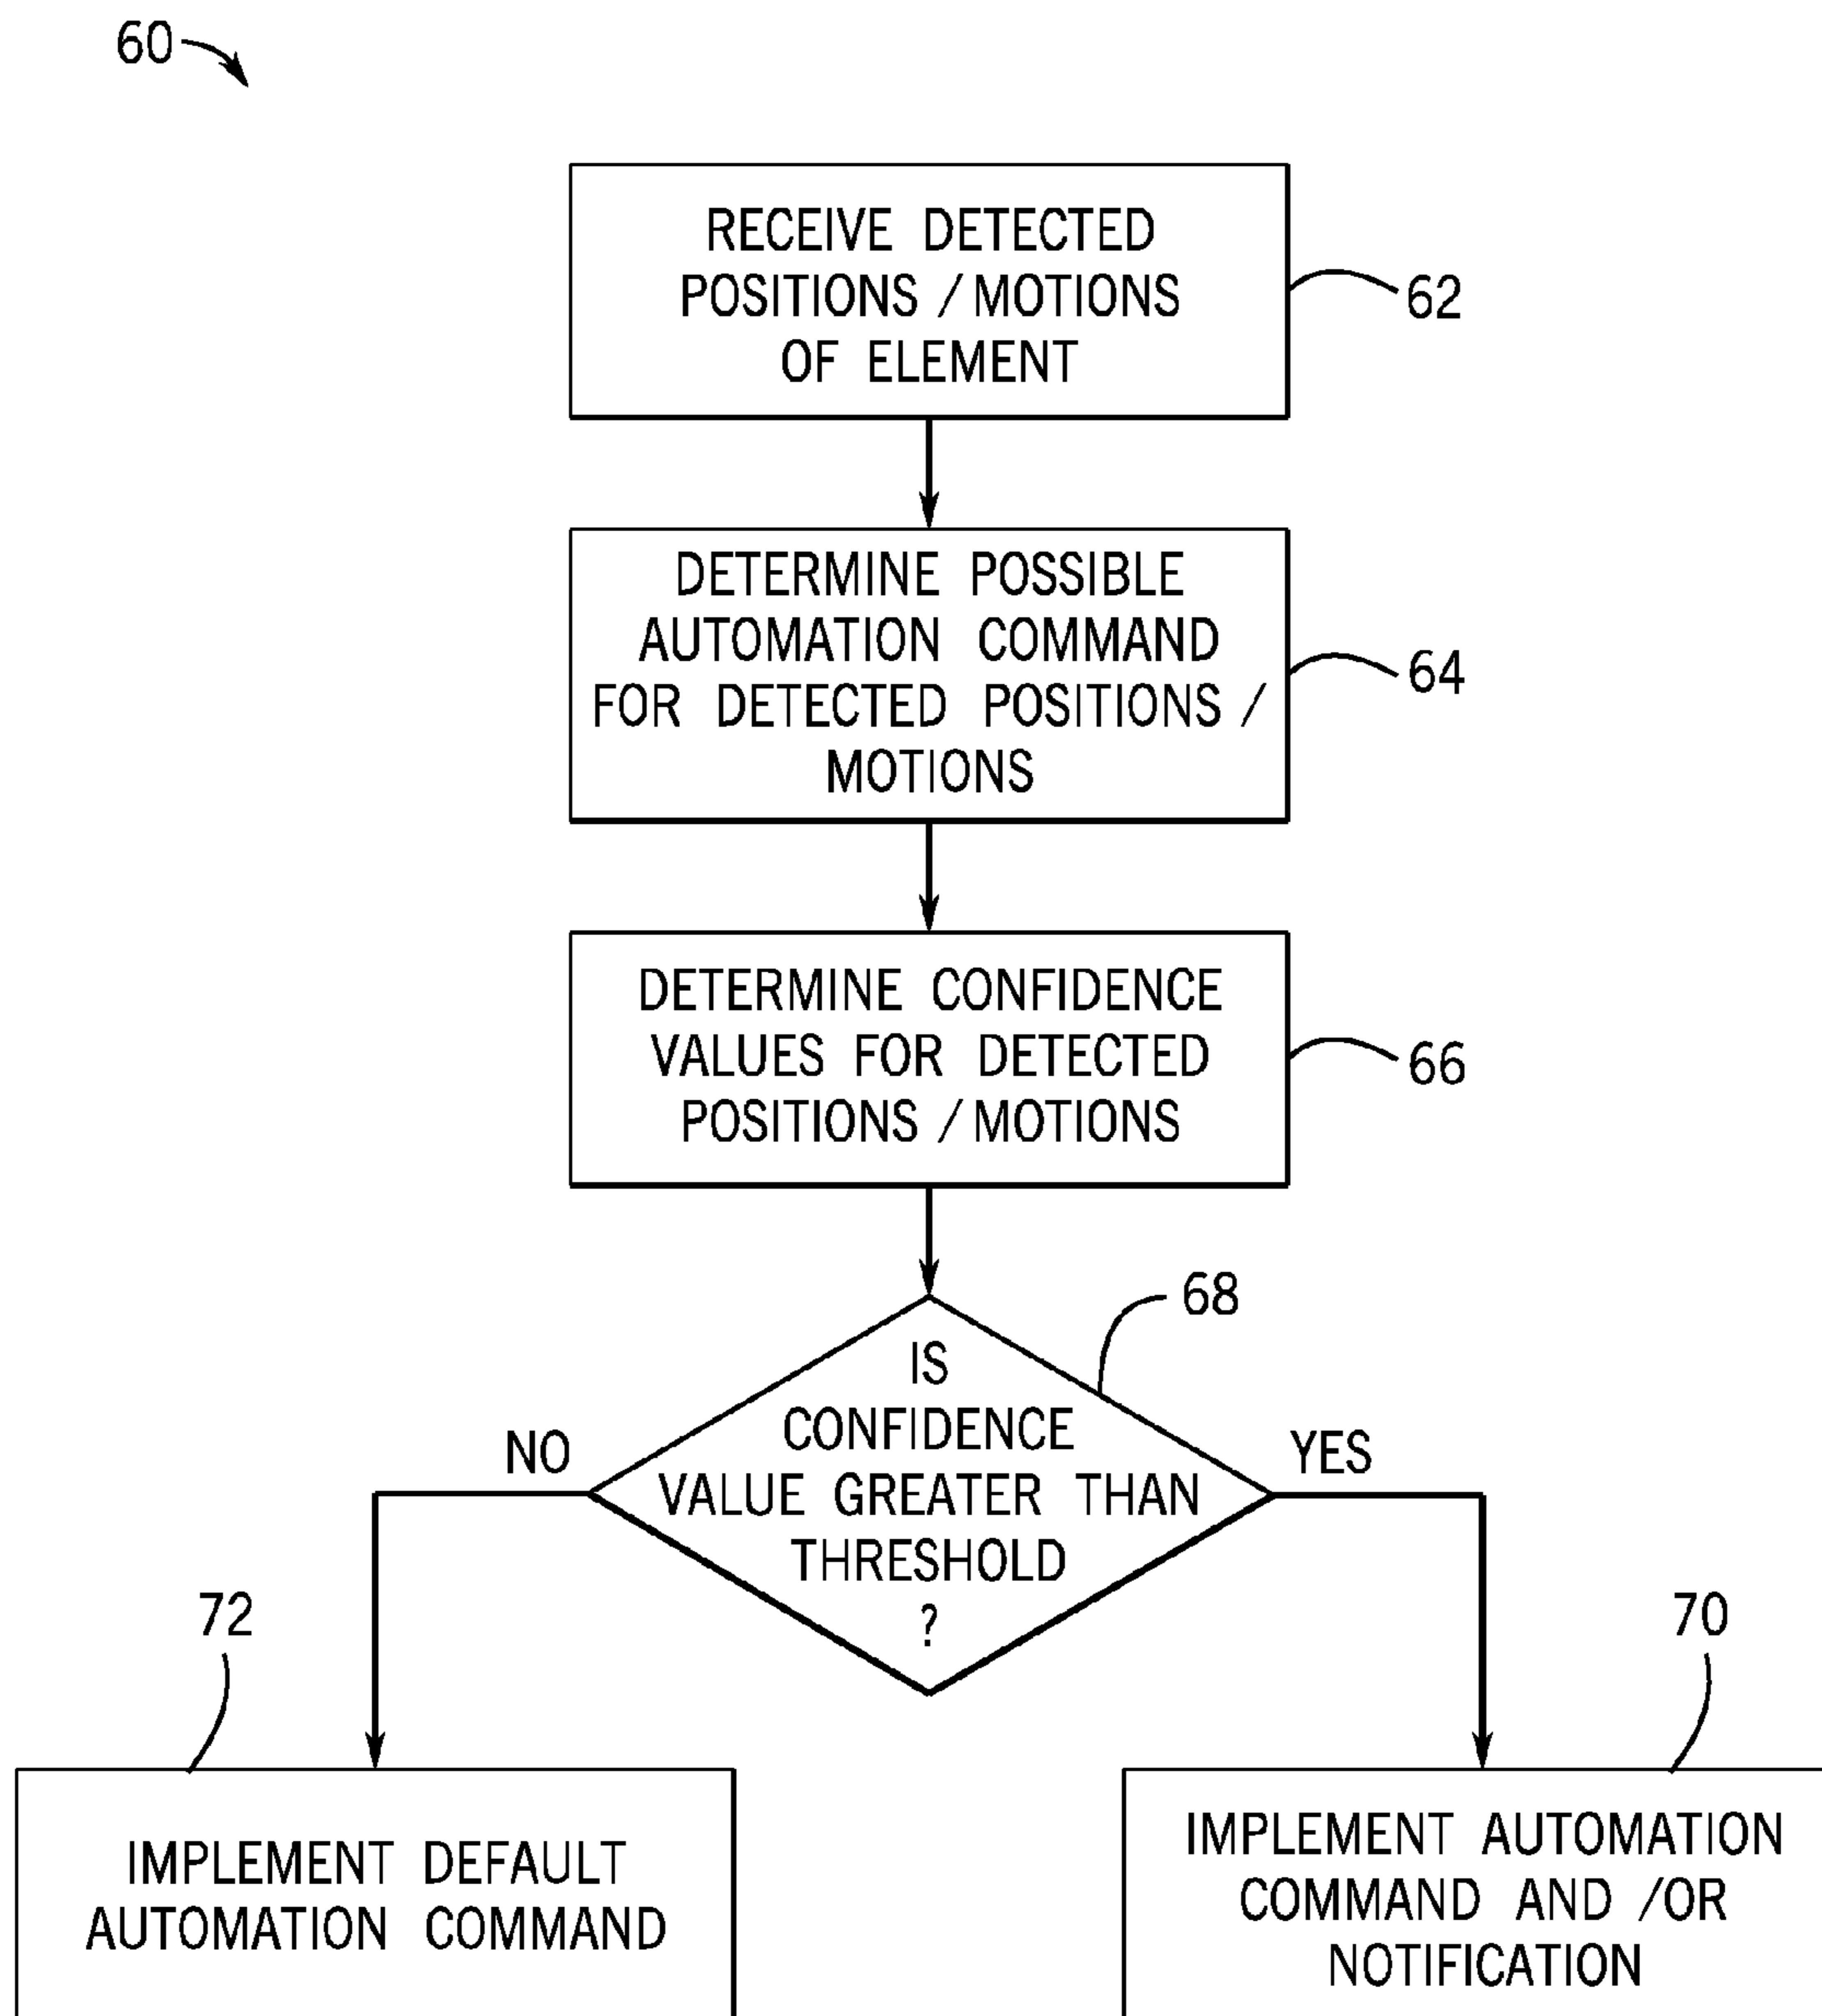 60
RECEIVE DETECTED
POSITIONS / MOTIONS
OF ELEMENT
62
DETERMINE POSSIBLE
AUTOMATION COMMAND
FOR DETECTED POSITIONS /
MOTIONS
64
DETERMINE CONFIDENCE
VALUES FOR DETECTED
POSITIONS / MOTIONS
66
68
IS
CONFIDENCE
VALUE GREATER THAN
THRESHOLD
?
NO
YES
72
70
IMPLEMENT DEFAULT
AUTOMATION COMMAND
IMPLEMENT AUTOMATION
COMMAND AND /OR
NOTIFICATION